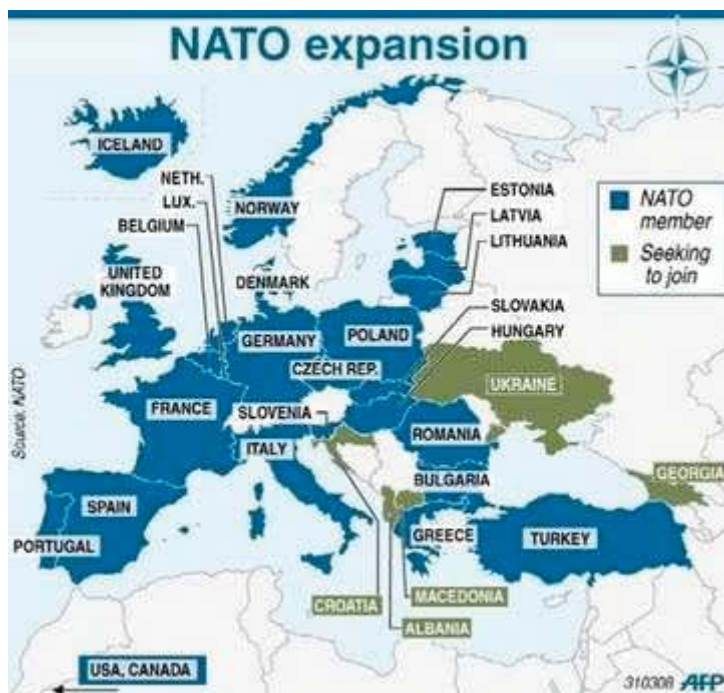 NATO expansion
ICELAND
NETH.
LUX.
BELGIUM
NORWAY
ESTONIA
LATVIA
LITHUANIA
NATO
member
Seeking
to join
UNITED
KINGDOM
DENMARK
SLOVAKIA
HUNGARY
GERMANY
POLAND
CZECH REP.
UKRAINE
FRANCE
SLOVENIA
ITALY
ROMANIA
BULGARIA
GEORGIA
SPAIN
PORTUGAL
GREECE
TURKEY
CROATIA
MACEDONIA
ALBANIA
USA, CANADA
Source: NATO
310308 AFP